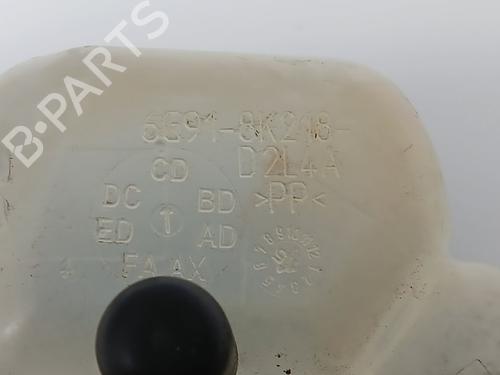 6G91-8K218-
D2L4A
CD
DC BD >PP<
ED AD
FA AX
B-PARTS